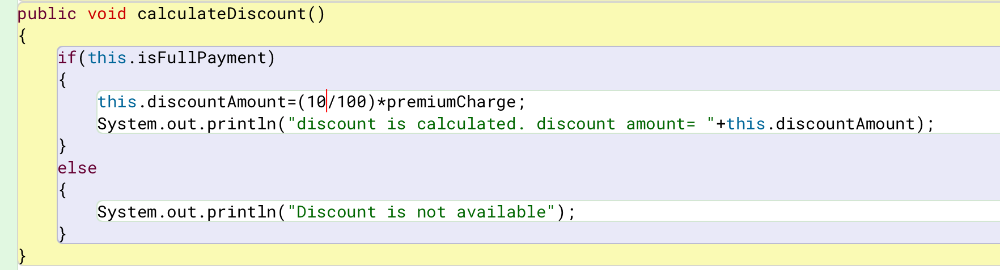 public void calculateDiscount()
{
if(this.isFullPayment)
{
this.discountAmount=(10/100)*premiumCharge;
System.out.println("discount is calculated. discount amount= "+this.discountAmount);
}
else
{
System.out.println("Discount is not available");
}
}